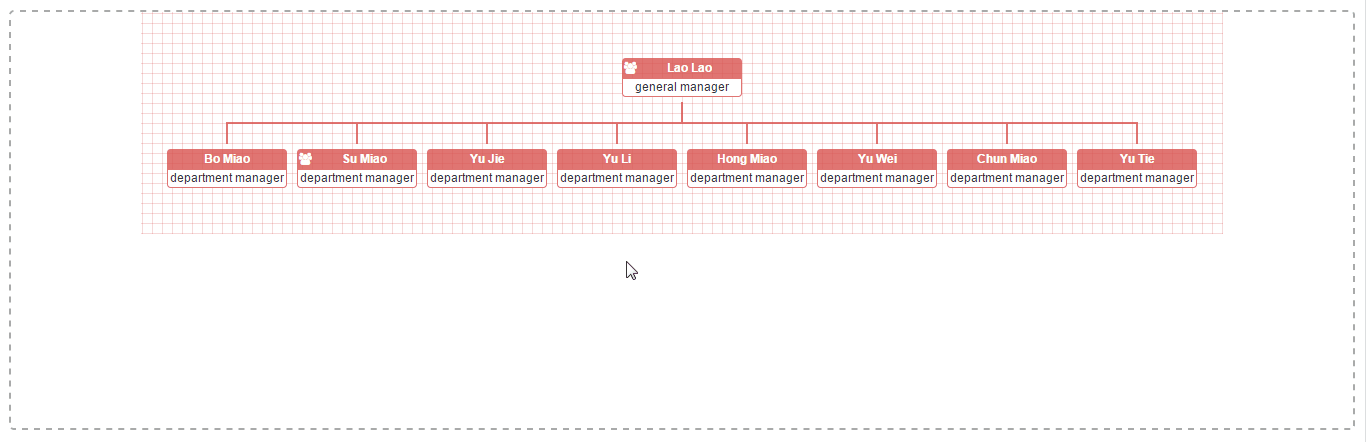 Lao Lao
general manager
Bo Miao
department manager
Su Miao
department manager
Yu Jie
department manager
Yu Li
department manager
Hong Miao
department manager
Yu Wei
department manager
Chun Miao
department manager
Yu Tie
department manager